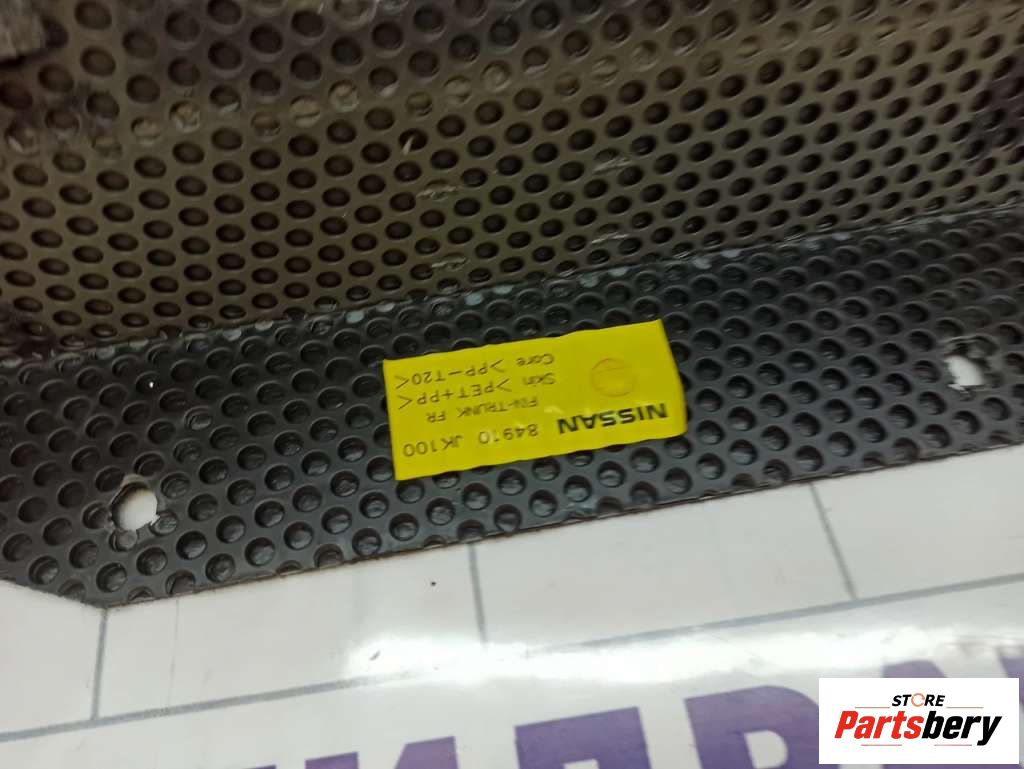 NISSAN 84910 JK100
FIN-TRUNK FR
Skin >PET+PP<
Core >PP-T20<
STORE
Partsbery